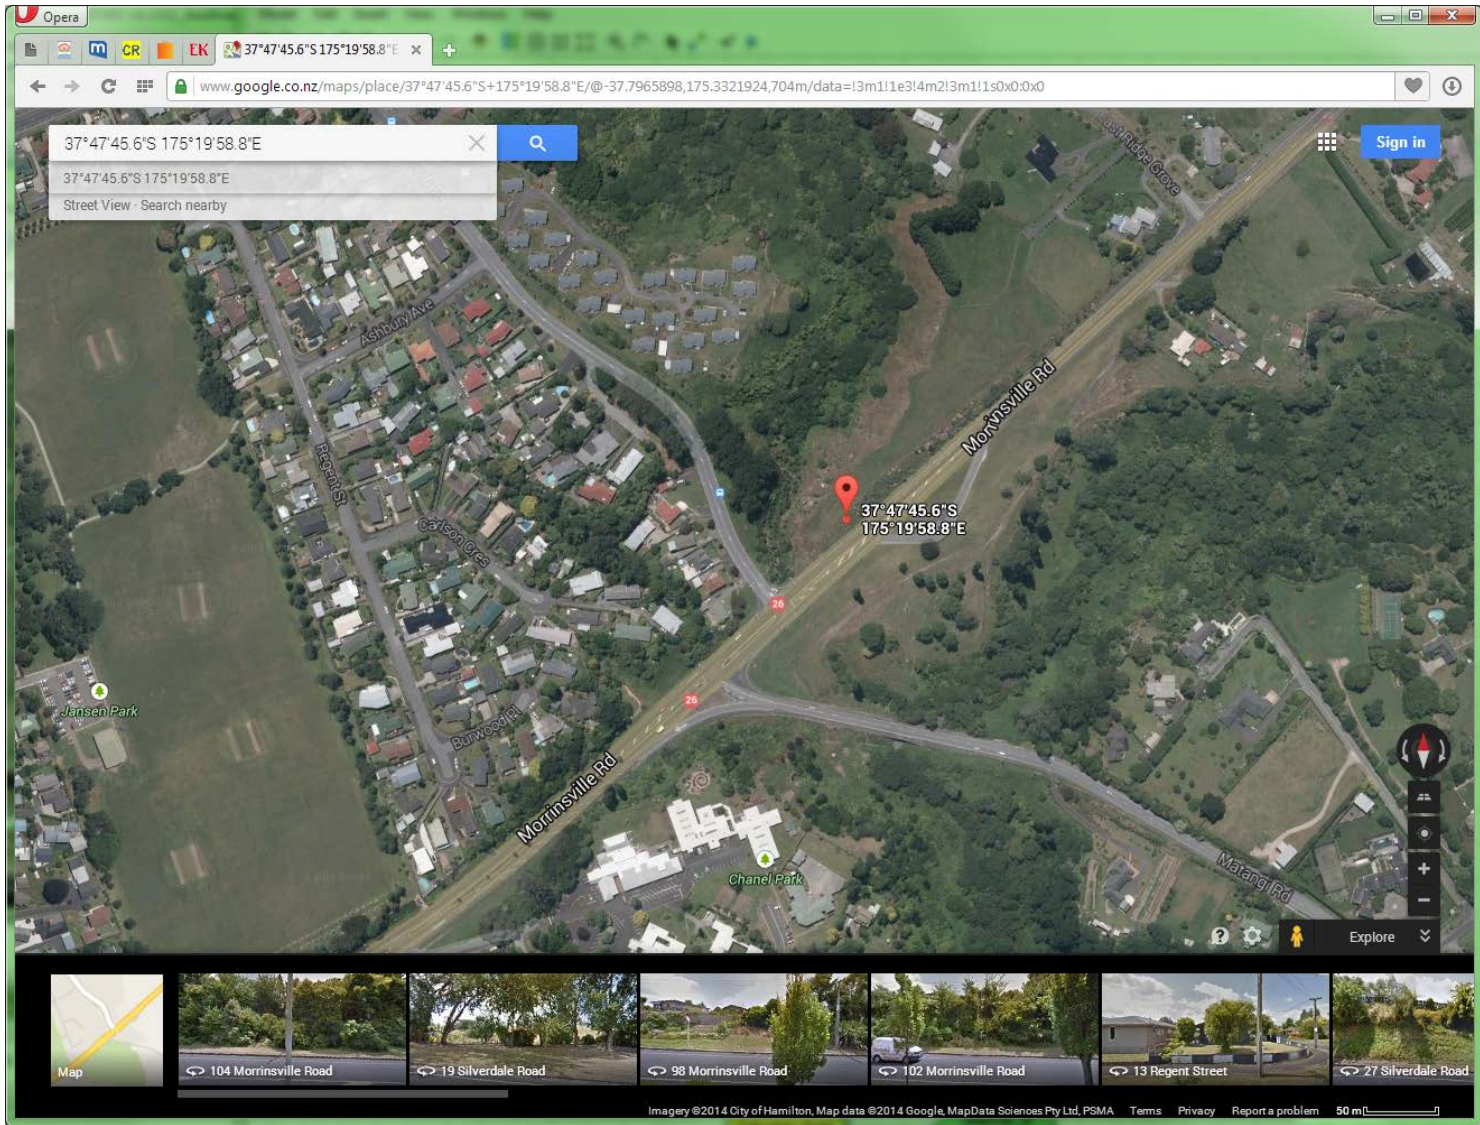 Opera
CR
EK
37°47'45.6"S 175°19'58.8"E
www.google.co.nz/maps/place/37°47'45.6"S+175°19'58.8"E/@-37.7965898,175.3321924,704m/data=!3m1!1e3!4m2!3m1!1s0x0:0x0
37°47'45.6"S 175°19'58.8"E
Sign in
37°47'45.6"S 175°19'58.8"E
Street View · Search nearby
East Ridge Grove
Ashbury Ave
Morrinsville Rd
Regent St
37°47'45.6"S
175°19'58.8"E
Carlson Cres
26
26
Jansen Park
Burwood Pl
Morrinsville Rd
Matangi Rd
Chanel Park
Explore
Map
104 Morrinsville Road
19 Silverdale Road
98 Morrinsville Road
102 Morrinsville Road
13 Regent Street
27 Silverdale Road
Imagery ©2014 City of Hamilton, Map data ©2014 Google, MapData Sciences Pty Ltd, PSMA Terms Privacy Report a problem 50 m